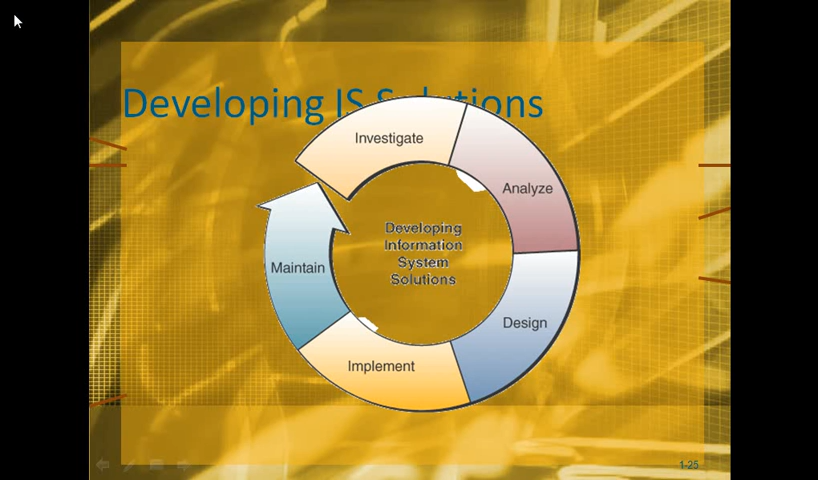 Developing IS Solutions
Investigate
Analyze
Developing
Information
System
Solutions
Maintain
Design
Implement
1-25